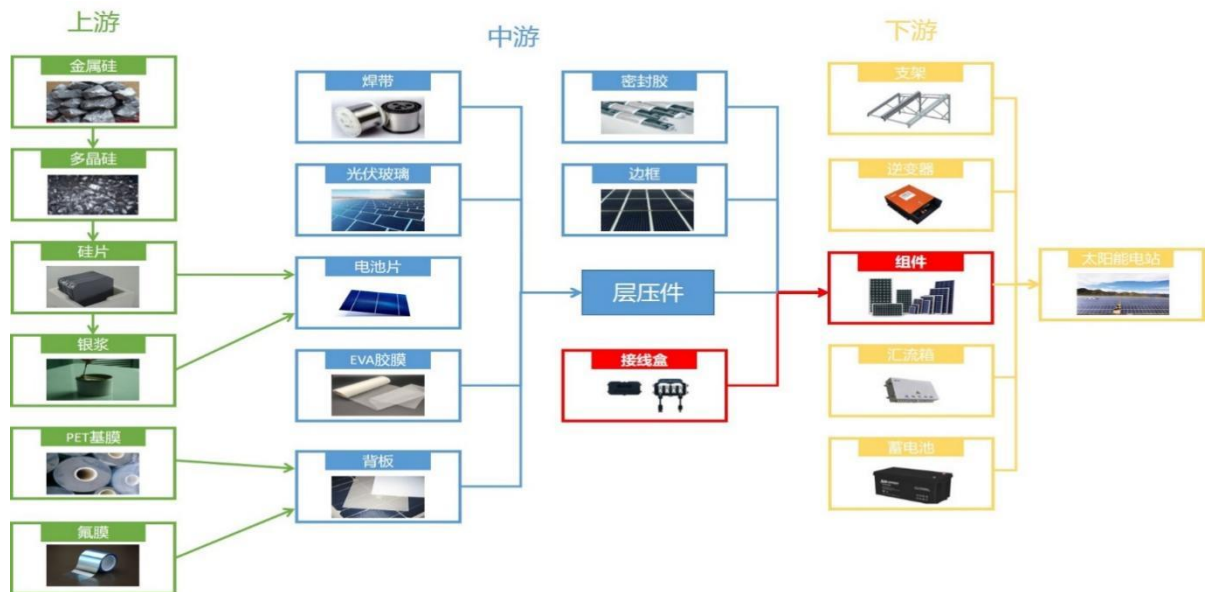 上游
中游
下游
金属硅
多晶硅
硅片
银浆
PET基膜
氟膜
焊带
光伏玻璃
电池片
EVA胶膜
背板
密封胶
边框
层压件
接线盒
支架
逆变器
组件
汇流箱
蓄电池
太阳能电站